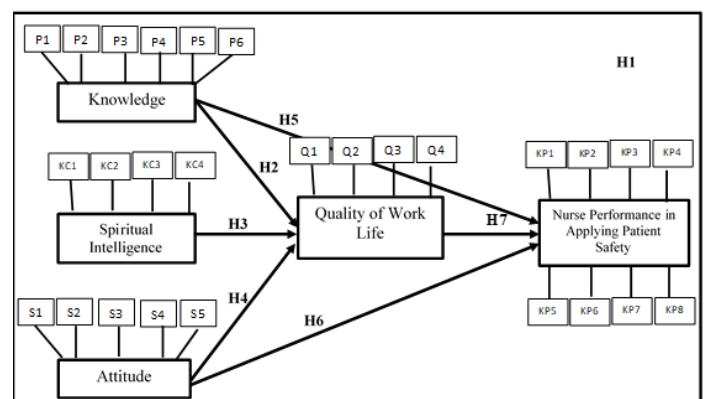 P1 P2 P3 P4 P5 P6
H1
Knowledge
H5
Q1 Q2 Q3 Q4
KP1 KP2 KP3 KP4
KC1 KC2 KC3 KC4
H2
Spiritual
Intelligence
H3
Quality of Work
Life
H7
Nurse Performance in
Applying Patient
Safety
H4
S1 S2 S3 S4 S5
H6
KP5 KP6 KP7 KP8
Attitude